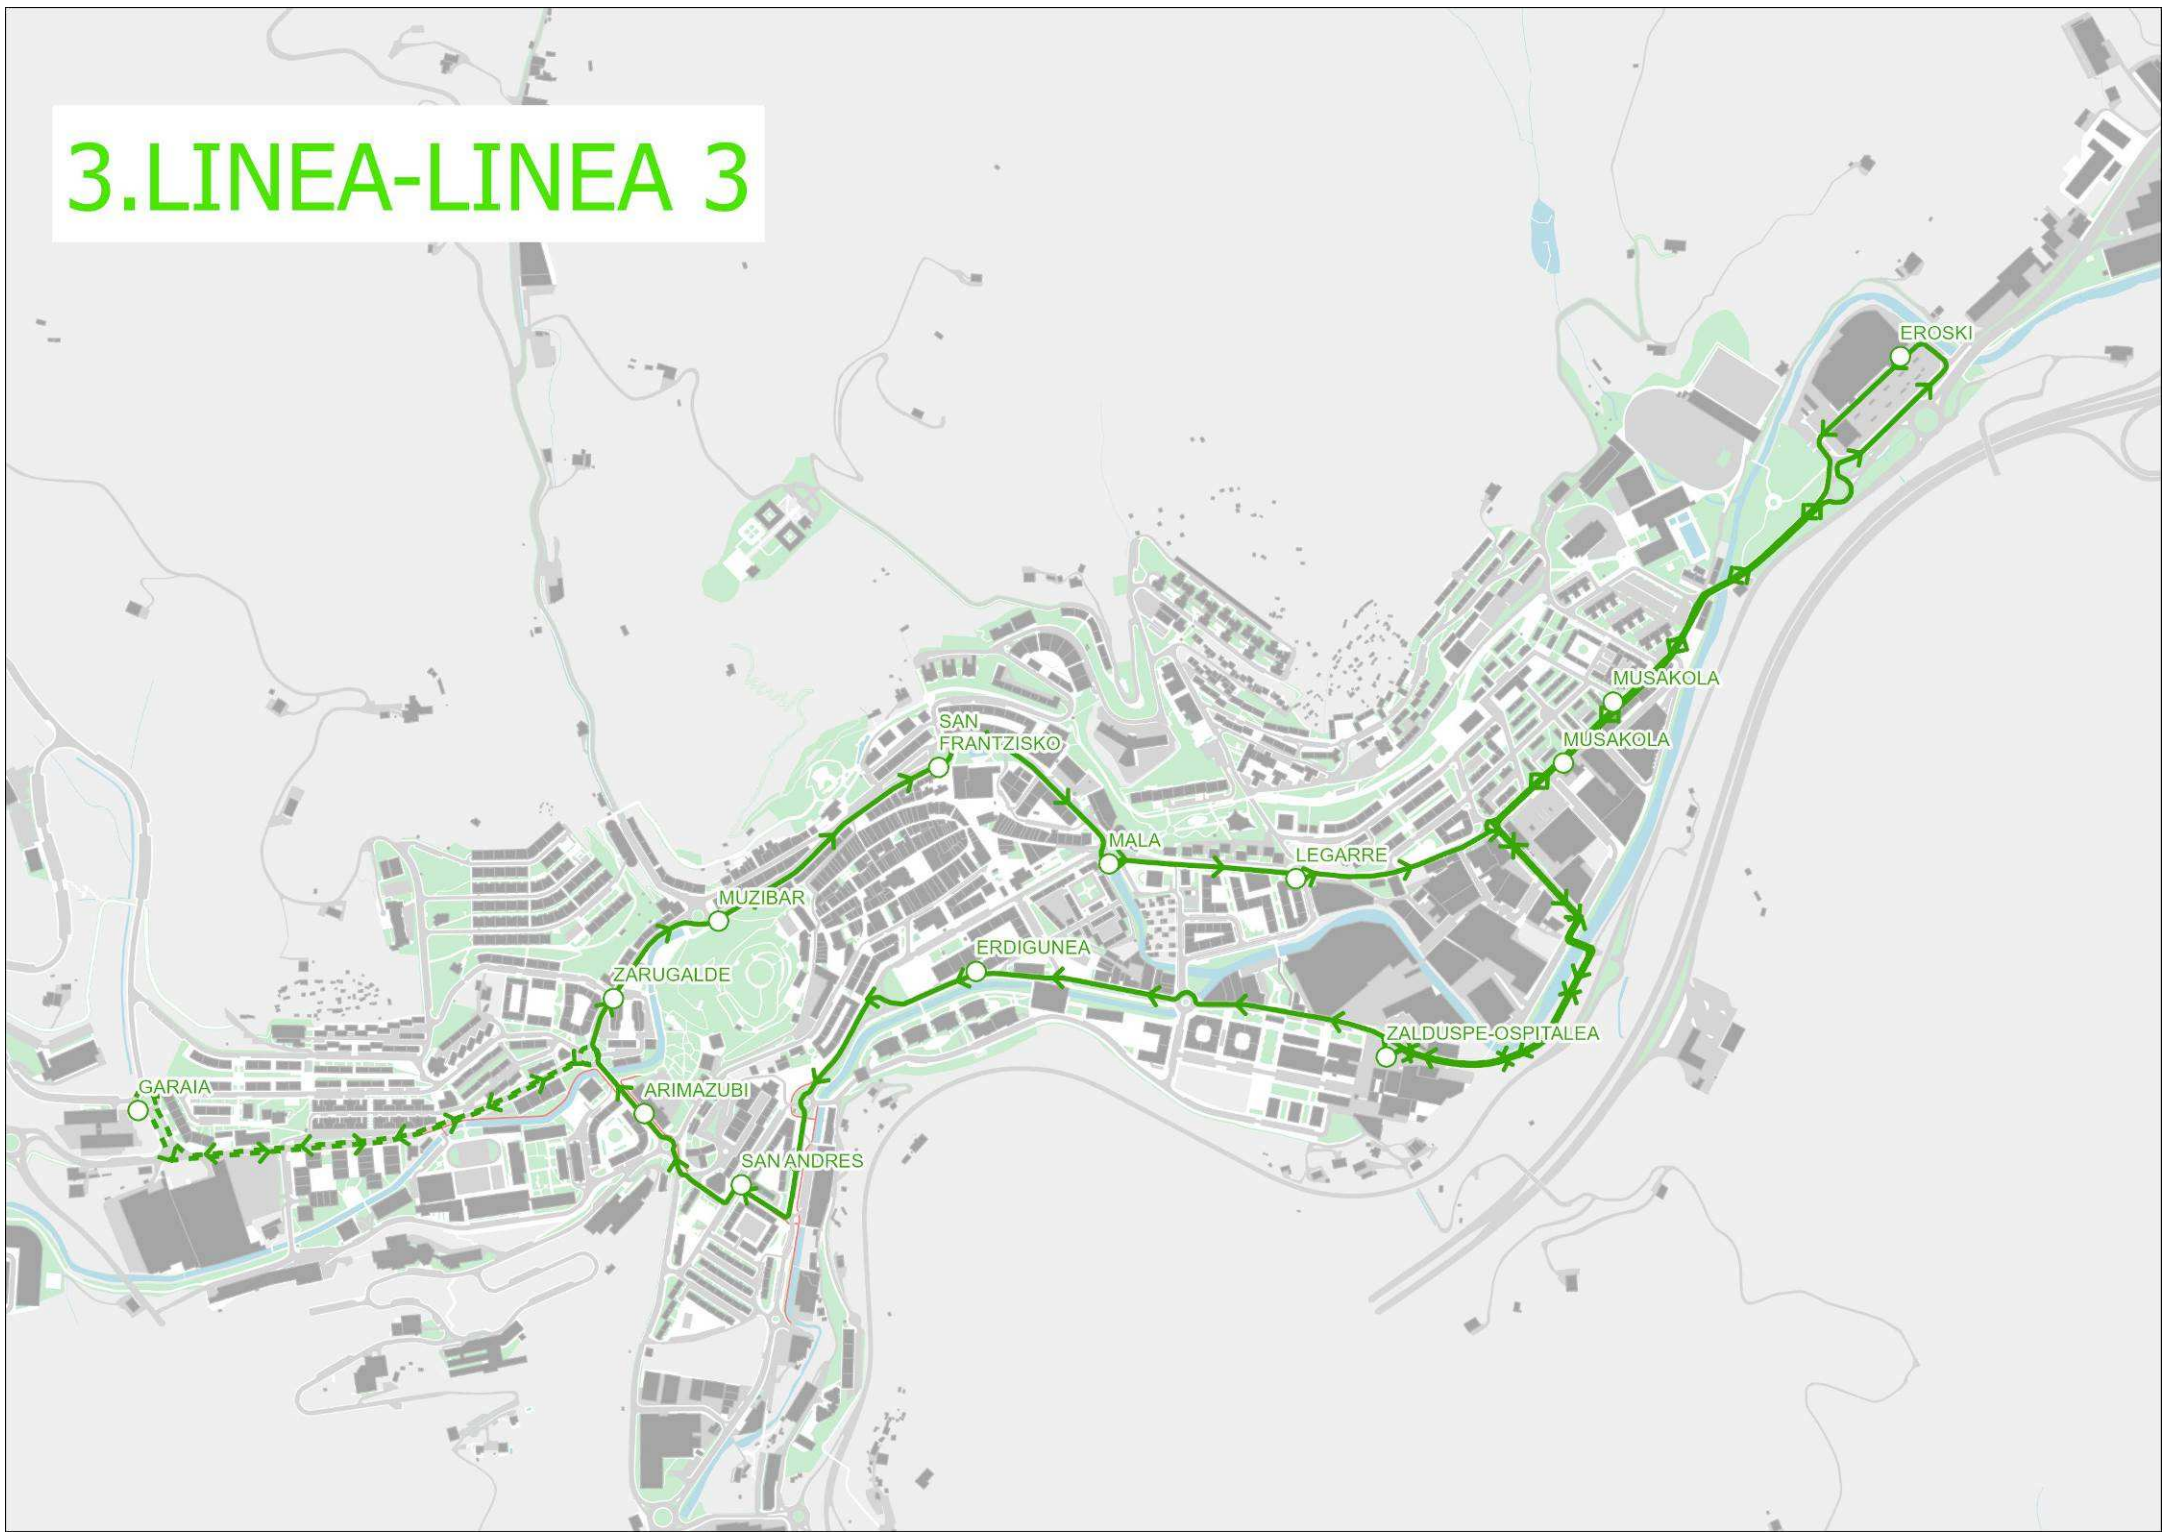 3.LINEA-LINEA 3
EROSKI
MUSAKOLA
SAN
FRANTZISKO
MUSAKOLA
MALA
LEGARRE
MUZIBAR
ERDIGUNEA
ZARUGALDE
ZALDUSPE-OSPITALEA
GARAIA
ARIMAZUBI
SAN ANDRES